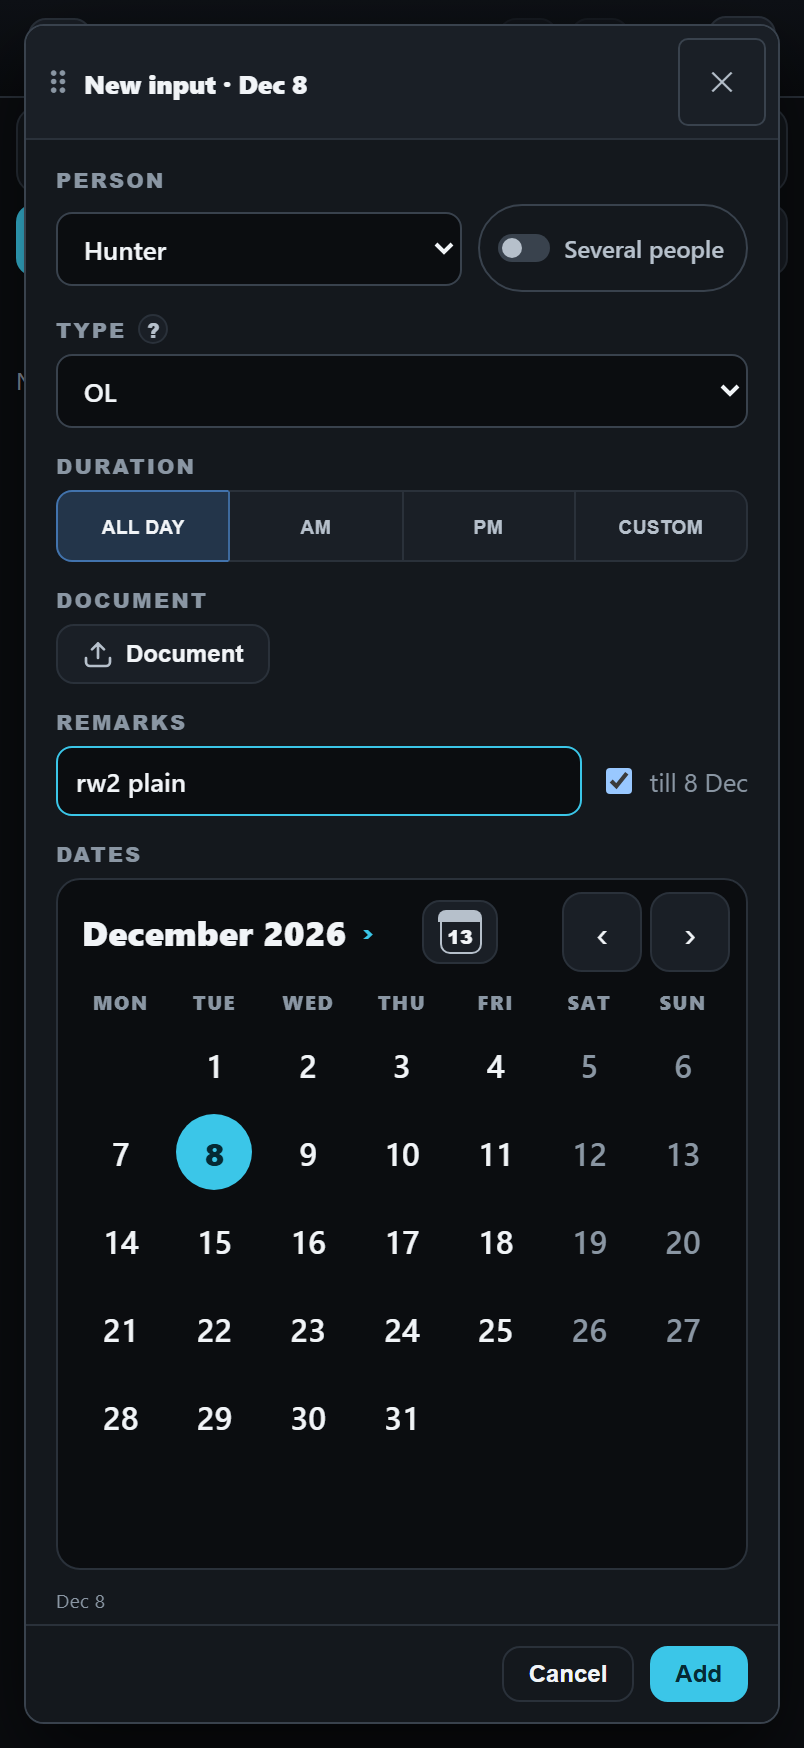 New input · Dec 8
PERSON
Hunter
Several people
TYPE ?
OL
DURATION
ALL DAY AM PM CUSTOM
DOCUMENT
Document
REMARKS
rw2 plain
till 8 Dec
DATES
December 2026 ›
13
‹ ›
MON TUE WED THU FRI SAT SUN
1 2 3 4 5 6
7 8 9 10 11 12 13
14 15 16 17 18 19 20
21 22 23 24 25 26 27
28 29 30 31
Dec 8
Cancel Add